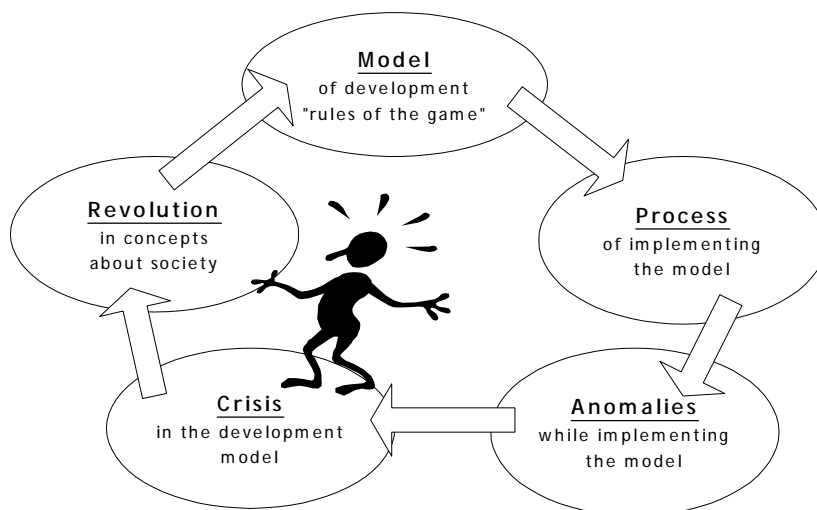 Model
of development
"rules of the game"
Process
of implementing
the model
Anomalies
while implementing
the model
Crisis
in the development
model
Revolution
in concepts
about society